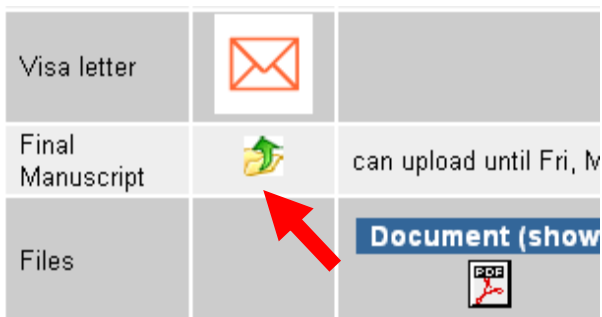 Visa letter
Final
Manuscript
can upload until Fri,
Files
Document (show
PDF